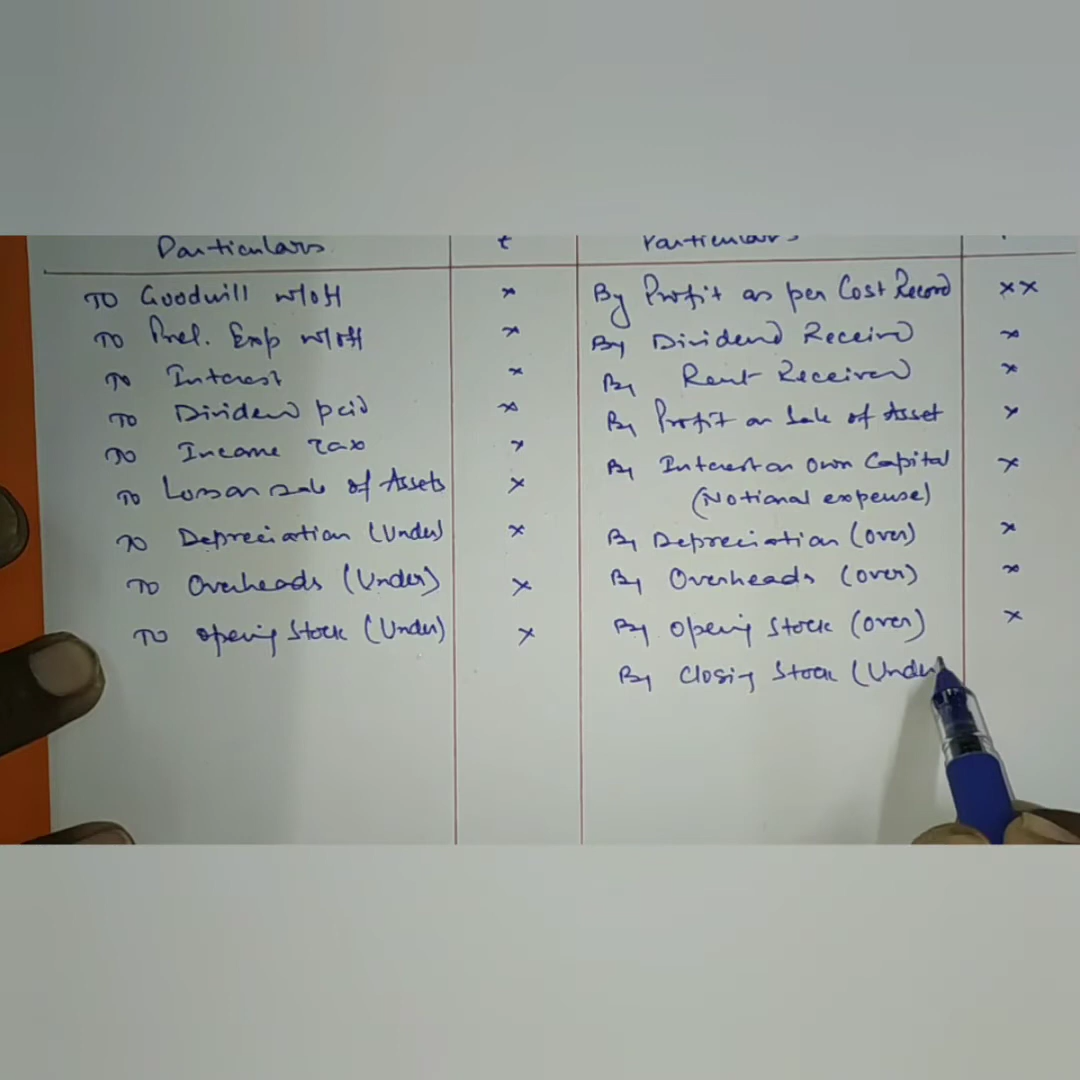 Particulars ₹ Particulars
To Goodwill w/off × By Profit as per Cost Record ××
To Prel. Exp w/off × By Dividend Received ×
To Interest × By Rent Received ×
To Dividend paid × By Profit on Sale of Asset ×
To Income Tax × By Interest on Own Capital ×
(Notional expense)
To Loss on sale of Assets ×
To Depreciation (Under) × By Depreciation (over) ×
To Overheads (Under) × By Overheads (over) ×
To opening Stock (Under) × By opening Stock (over) ×
By Closing Stock (Under